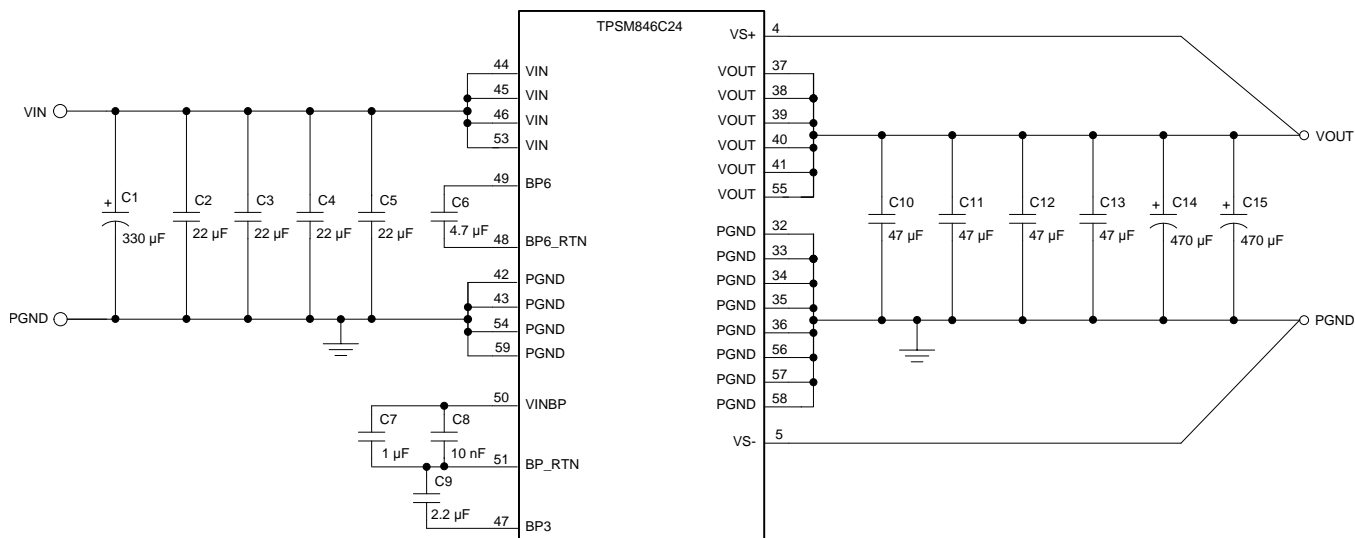 TPSM846C24
VS+
4
44
VIN
45
VIN
46
VIN
53
VIN
VIN
37
VOUT
38
VOUT
39
VOUT
40
VOUT
41
VOUT
55
VOUT
VOUT
49
BP6
C6
4.7 µF
48
BP6_RTN
+
C1
330 µF
C2
22 µF
C3
22 µF
C4
22 µF
C5
22 µF
C10
47 µF
C11
47 µF
C12
47 µF
C13
47 µF
+
C14
470 µF
+
C15
470 µF
PGND
42
PGND
43
PGND
54
PGND
59
PGND
32
PGND
33
PGND
34
PGND
35
PGND
36
PGND
56
PGND
57
PGND
58
PGND
PGND
50
VINBP
C7
1 µF
C8
10 nF
51
BP_RTN
C9
2.2 µF
47
BP3
VS-
5